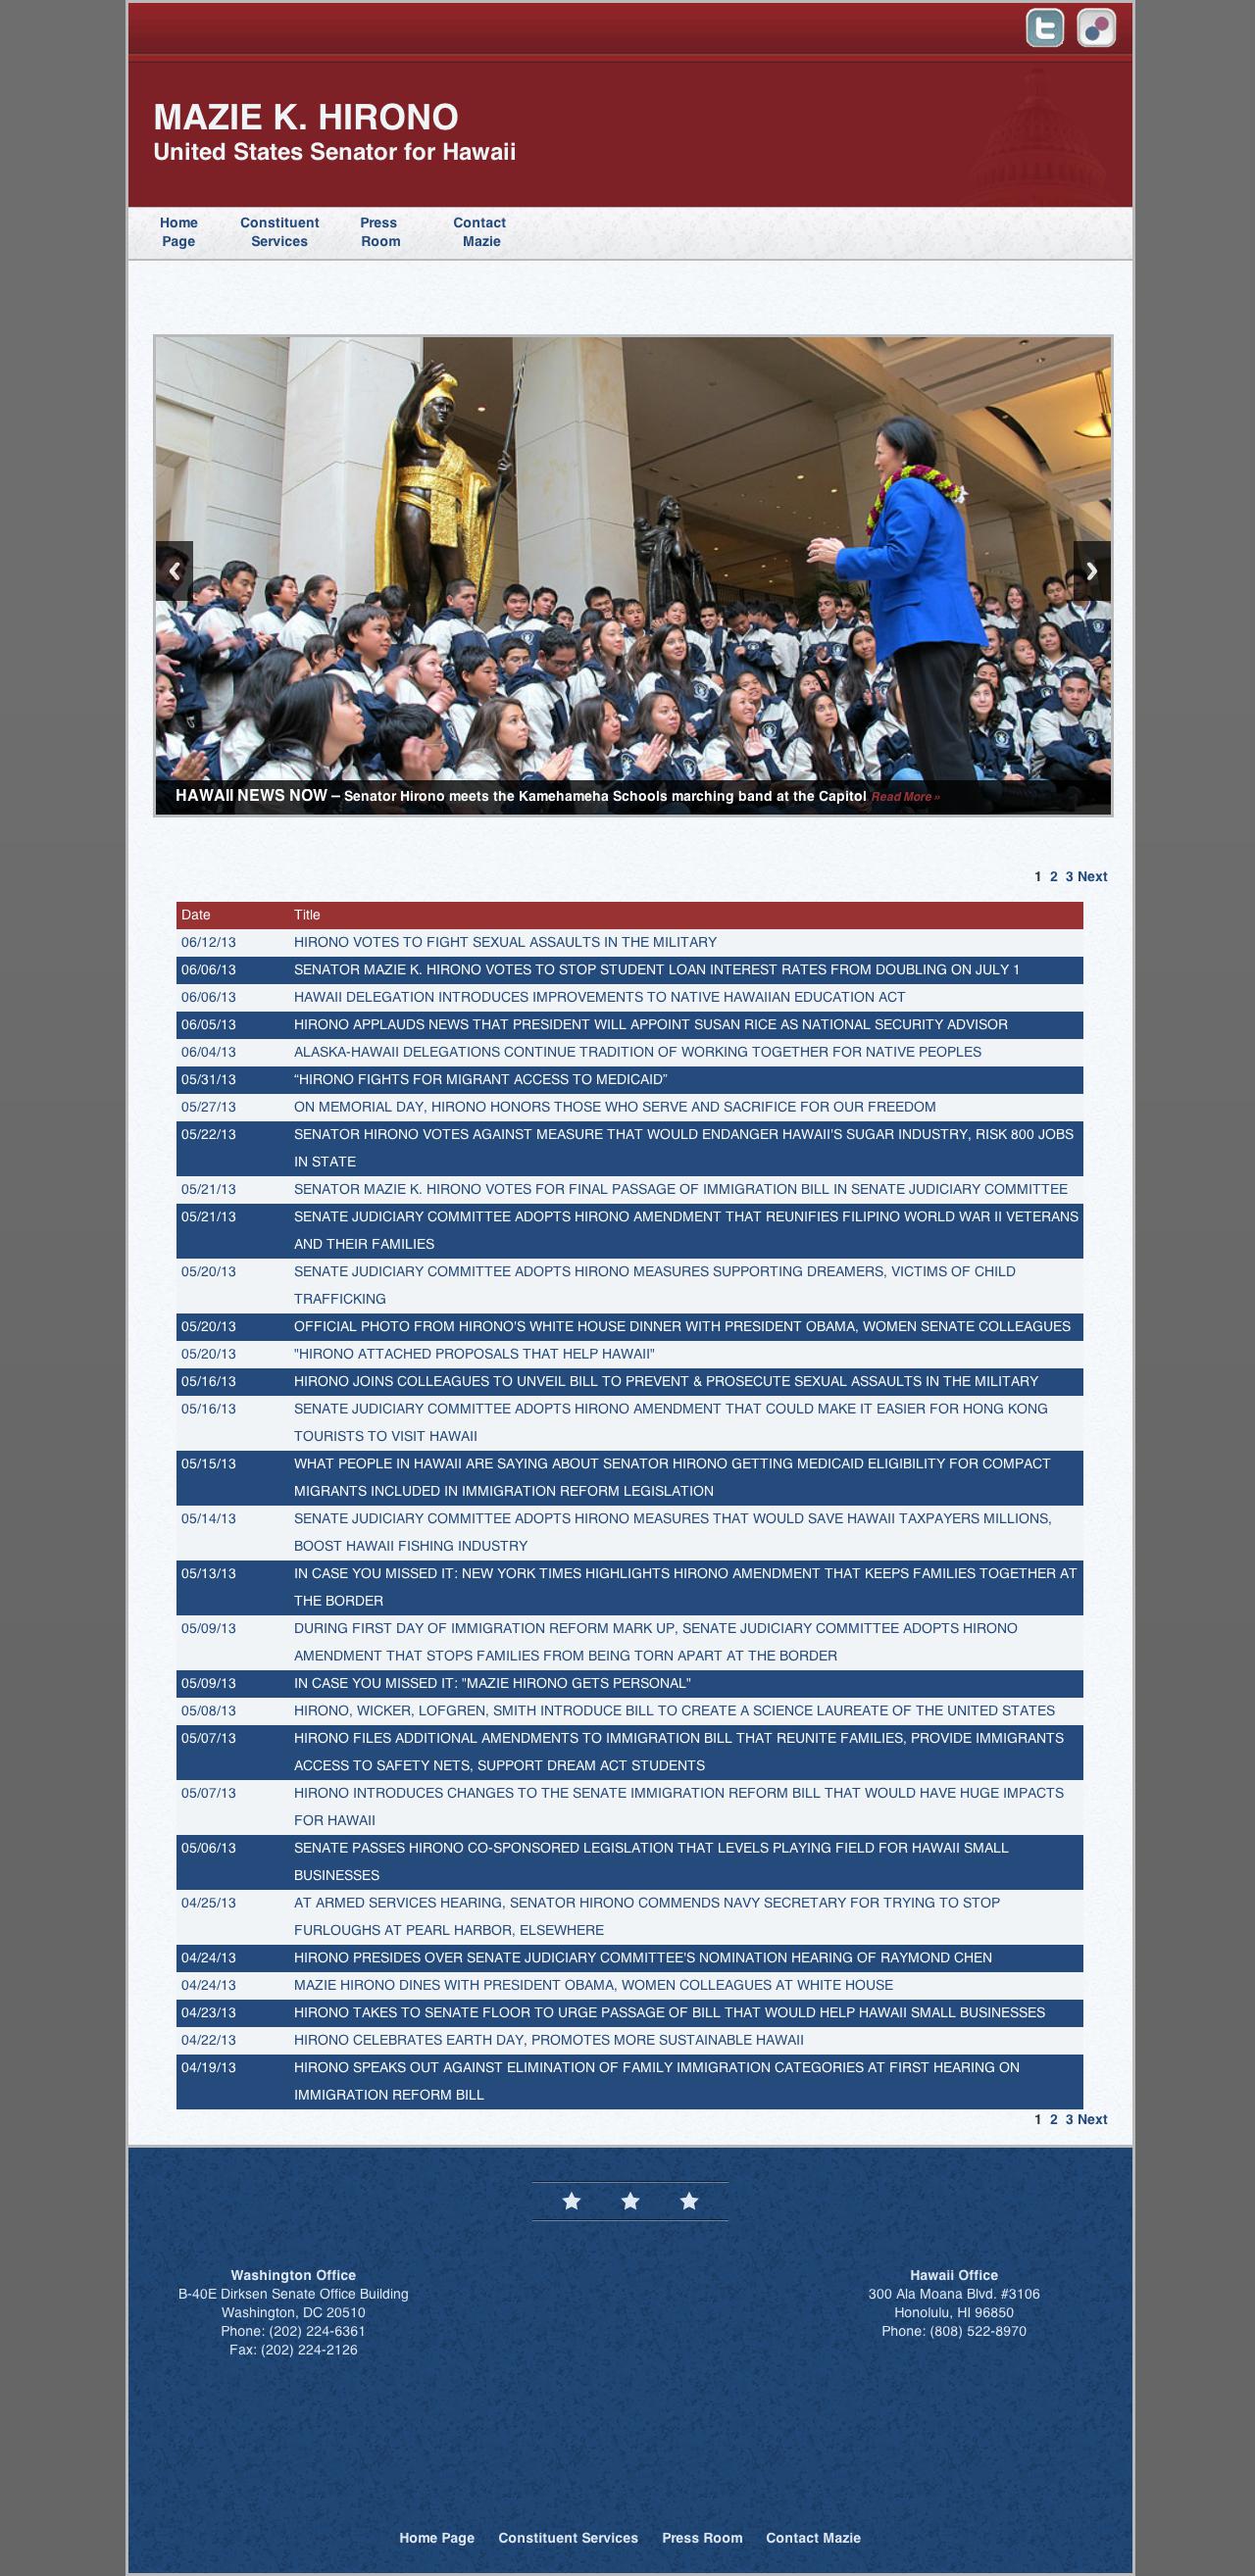 MAZIE K. HIRONO
United States Senator for Hawaii
Home Page
Constituent Services
Press Room
Contact Mazie
HAWAII NEWS NOW – Senator Hirono meets the Kamehameha Schools marching band at the Capitol Read More »
1 2 3 Next
Date Title
06/12/13 HIRONO VOTES TO FIGHT SEXUAL ASSAULTS IN THE MILITARY
06/06/13 SENATOR MAZIE K. HIRONO VOTES TO STOP STUDENT LOAN INTEREST RATES FROM DOUBLING ON JULY 1
06/06/13 HAWAII DELEGATION INTRODUCES IMPROVEMENTS TO NATIVE HAWAIIAN EDUCATION ACT
06/05/13 HIRONO APPLAUDS NEWS THAT PRESIDENT WILL APPOINT SUSAN RICE AS NATIONAL SECURITY ADVISOR
06/04/13 ALASKA-HAWAII DELEGATIONS CONTINUE TRADITION OF WORKING TOGETHER FOR NATIVE PEOPLES
05/31/13 “HIRONO FIGHTS FOR MIGRANT ACCESS TO MEDICAID”
05/27/13 ON MEMORIAL DAY, HIRONO HONORS THOSE WHO SERVE AND SACRIFICE FOR OUR FREEDOM
05/22/13 SENATOR HIRONO VOTES AGAINST MEASURE THAT WOULD ENDANGER HAWAII'S SUGAR INDUSTRY, RISK 800 JOBS
IN STATE
05/21/13 SENATOR MAZIE K. HIRONO VOTES FOR FINAL PASSAGE OF IMMIGRATION BILL IN SENATE JUDICIARY COMMITTEE
05/21/13 SENATE JUDICIARY COMMITTEE ADOPTS HIRONO AMENDMENT THAT REUNIFIES FILIPINO WORLD WAR II VETERANS
AND THEIR FAMILIES
05/20/13 SENATE JUDICIARY COMMITTEE ADOPTS HIRONO MEASURES SUPPORTING DREAMERS, VICTIMS OF CHILD
TRAFFICKING
05/20/13 OFFICIAL PHOTO FROM HIRONO'S WHITE HOUSE DINNER WITH PRESIDENT OBAMA, WOMEN SENATE COLLEAGUES
05/20/13 "HIRONO ATTACHED PROPOSALS THAT HELP HAWAII"
05/16/13 HIRONO JOINS COLLEAGUES TO UNVEIL BILL TO PREVENT & PROSECUTE SEXUAL ASSAULTS IN THE MILITARY
05/16/13 SENATE JUDICIARY COMMITTEE ADOPTS HIRONO AMENDMENT THAT COULD MAKE IT EASIER FOR HONG KONG
TOURISTS TO VISIT HAWAII
05/15/13 WHAT PEOPLE IN HAWAII ARE SAYING ABOUT SENATOR HIRONO GETTING MEDICAID ELIGIBILITY FOR COMPACT
MIGRANTS INCLUDED IN IMMIGRATION REFORM LEGISLATION
05/14/13 SENATE JUDICIARY COMMITTEE ADOPTS HIRONO MEASURES THAT WOULD SAVE HAWAII TAXPAYERS MILLIONS,
BOOST HAWAII FISHING INDUSTRY
05/13/13 IN CASE YOU MISSED IT: NEW YORK TIMES HIGHLIGHTS HIRONO AMENDMENT THAT KEEPS FAMILIES TOGETHER AT
THE BORDER
05/09/13 DURING FIRST DAY OF IMMIGRATION REFORM MARK UP, SENATE JUDICIARY COMMITTEE ADOPTS HIRONO
AMENDMENT THAT STOPS FAMILIES FROM BEING TORN APART AT THE BORDER
05/09/13 IN CASE YOU MISSED IT: "MAZIE HIRONO GETS PERSONAL"
05/08/13 HIRONO, WICKER, LOFGREN, SMITH INTRODUCE BILL TO CREATE A SCIENCE LAUREATE OF THE UNITED STATES
05/07/13 HIRONO FILES ADDITIONAL AMENDMENTS TO IMMIGRATION BILL THAT REUNITE FAMILIES, PROVIDE IMMIGRANTS
ACCESS TO SAFETY NETS, SUPPORT DREAM ACT STUDENTS
05/07/13 HIRONO INTRODUCES CHANGES TO THE SENATE IMMIGRATION REFORM BILL THAT WOULD HAVE HUGE IMPACTS
FOR HAWAII
05/06/13 SENATE PASSES HIRONO CO-SPONSORED LEGISLATION THAT LEVELS PLAYING FIELD FOR HAWAII SMALL
BUSINESSES
04/25/13 AT ARMED SERVICES HEARING, SENATOR HIRONO COMMENDS NAVY SECRETARY FOR TRYING TO STOP
FURLOUGHS AT PEARL HARBOR, ELSEWHERE
04/24/13 HIRONO PRESIDES OVER SENATE JUDICIARY COMMITTEE'S NOMINATION HEARING OF RAYMOND CHEN
04/24/13 MAZIE HIRONO DINES WITH PRESIDENT OBAMA, WOMEN COLLEAGUES AT WHITE HOUSE
04/23/13 HIRONO TAKES TO SENATE FLOOR TO URGE PASSAGE OF BILL THAT WOULD HELP HAWAII SMALL BUSINESSES
04/22/13 HIRONO CELEBRATES EARTH DAY, PROMOTES MORE SUSTAINABLE HAWAII
04/19/13 HIRONO SPEAKS OUT AGAINST ELIMINATION OF FAMILY IMMIGRATION CATEGORIES AT FIRST HEARING ON
IMMIGRATION REFORM BILL
1 2 3 Next
Washington Office
B-40E Dirksen Senate Office Building
Washington, DC 20510
Phone: (202) 224-6361
Fax: (202) 224-2126
Hawaii Office
300 Ala Moana Blvd. #3106
Honolulu, HI 96850
Phone: (808) 522-8970
Home Page Constituent Services Press Room Contact Mazie